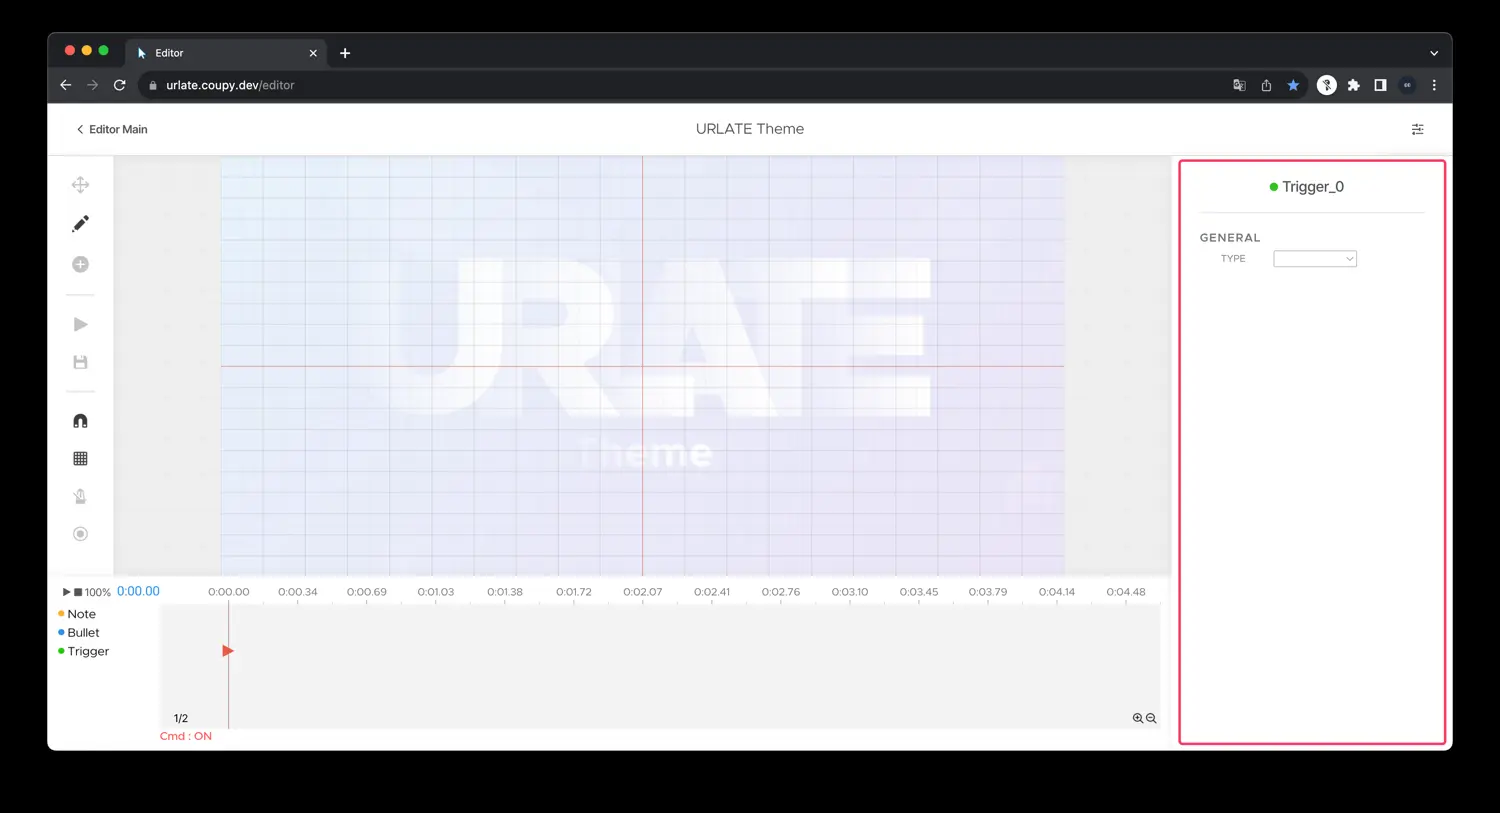 Editor
urlate.coupy.dev/editor
Editor Main
URLATE Theme
Trigger_0
GENERAL
TYPE
URLATE
Theme
100% 0:00.00
0:00.00 0:00.34 0:00.69 0:01.03 0:01.38 0:01.72 0:02.07 0:02.41 0:02.76 0:03.10 0:03.45 0:03.79 0:04.14 0:04.48
Note
Bullet
Trigger
1/2
Cmd : ON